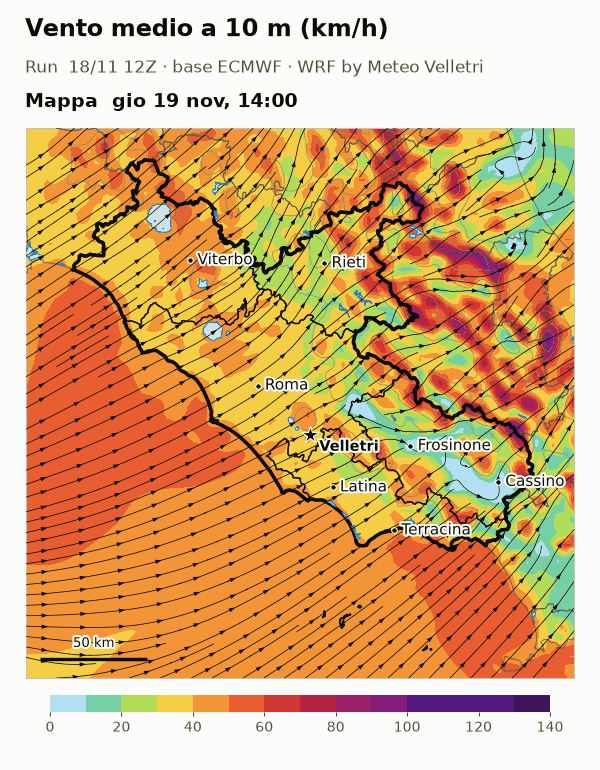 Vento medio a 10 m (km/h)
Run 18/11 12Z · base ECMWF · WRF by Meteo Velletri
Mappa gio 19 nov, 14:00
Viterbo
Rieti
Roma
Velletri
Frosinone
Latina
Cassino
Terracina
50 km
0 20 40 60 80 100 120 140